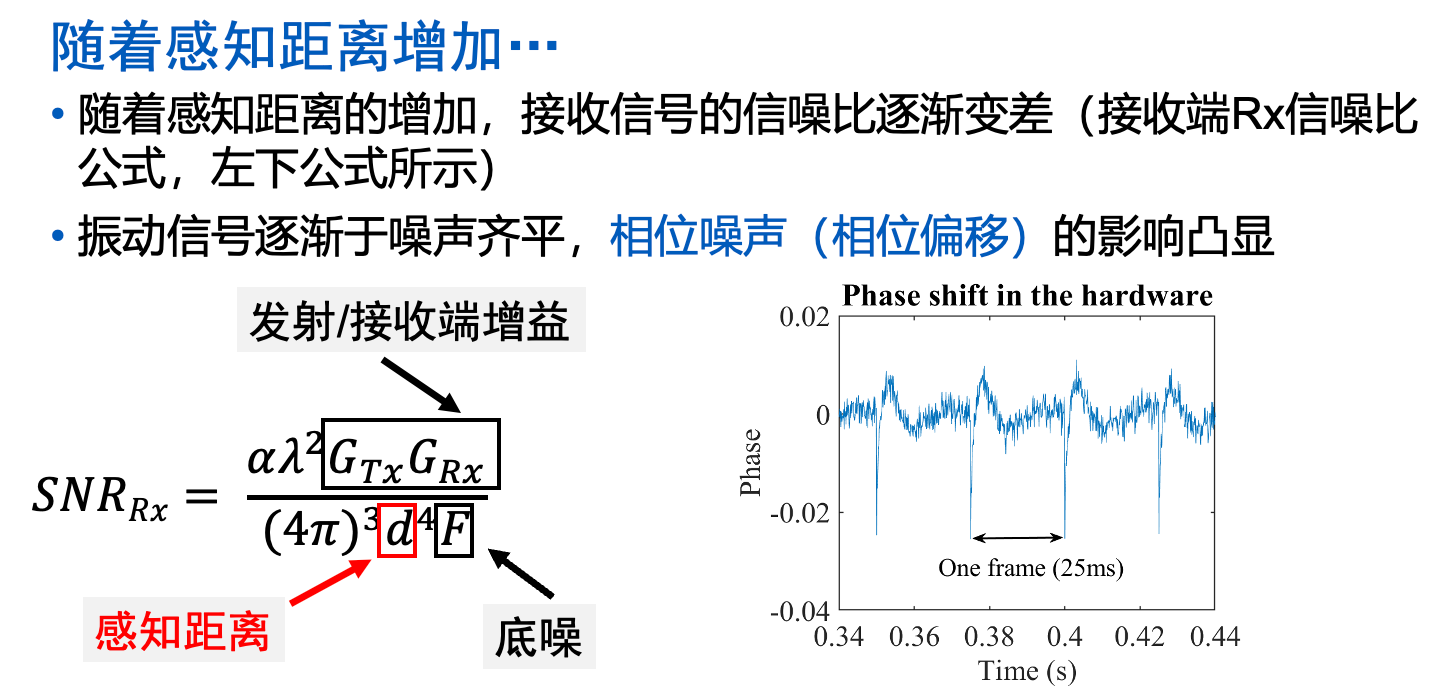 随着感知距离增加…
• 随着感知距离的增加，接收信号的信噪比逐渐变差（接收端Rx信噪比
公式，左下公式所示）
• 振动信号逐渐于噪声齐平，相位噪声（相位偏移）的影响凸显
发射/接收端增益
SNR_{Rx} = \frac{αλ^2 G_{Tx} G_{Rx}}{(4π)^3 d^4 F}
感知距离
底噪
Phase shift in the hardware
0.02
0
-0.02
-0.04
Phase
One frame (25ms)
0.34 0.36 0.38 0.4 0.42 0.44
Time (s)